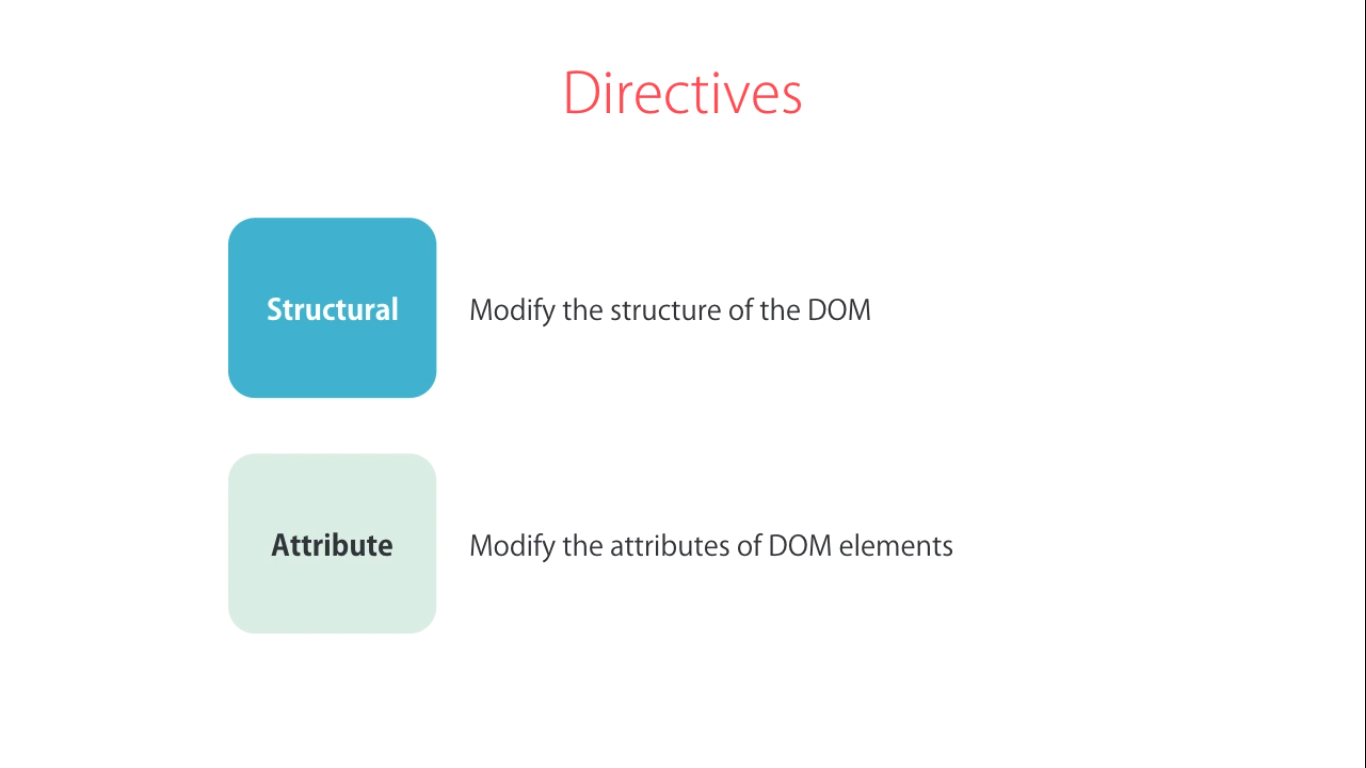 Directives
Structural
Modify the structure of the DOM
Attribute
Modify the attributes of DOM elements